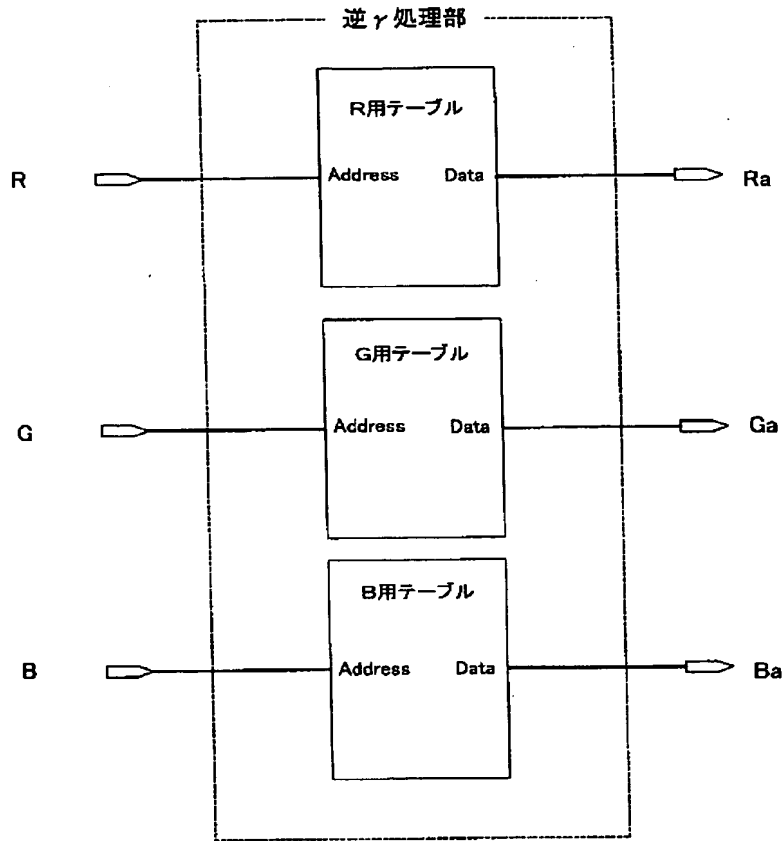 逆γ処理部
R用テーブル
R
Address
Data
Ra
G用テーブル
G
Address
Data
Ga
B用テーブル
B
Address
Data
Ba